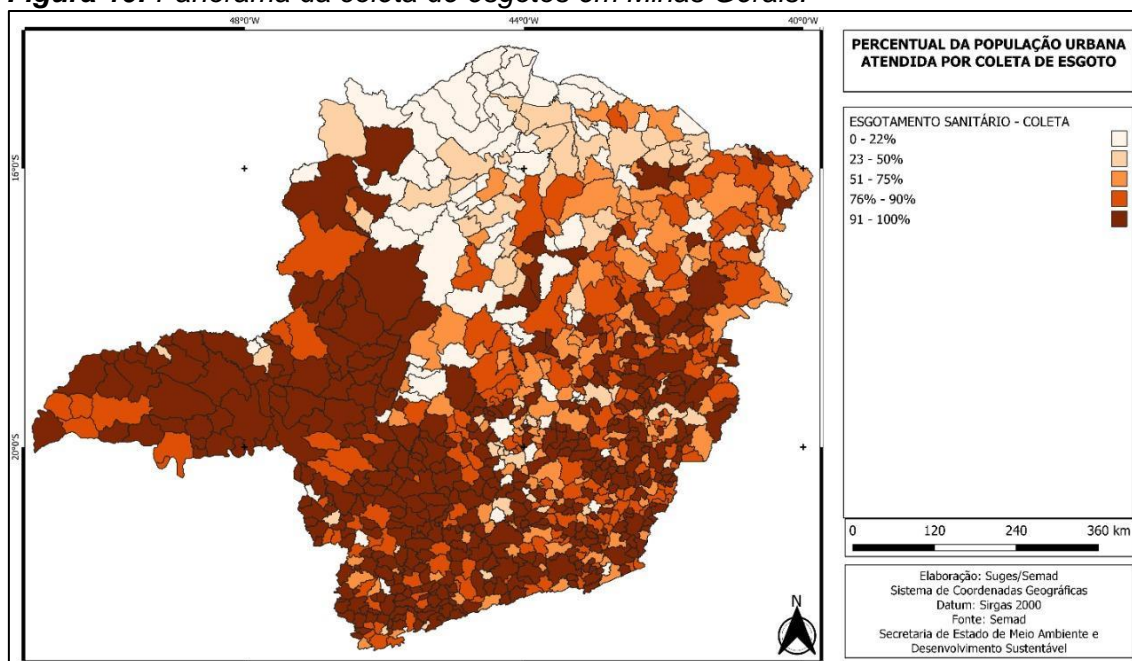 Figura 10. Panorama da coleta de esgotos em Minas Gerais.
48°0'W 44°0'W 40°0'W
16°0'S
20°0'S
PERCENTUAL DA POPULAÇÃO URBANA
ATENDIDA POR COLETA DE ESGOTO
ESGOTAMENTO SANITÁRIO - COLETA
0 - 22%
23 - 50%
51 - 75%
76% - 90%
91 - 100%
0 120 240 360 km
Elaboração: Suges/Semad
Sistema de Coordenadas Geográficas
Datum: Sirgas 2000
Fonte: Semad
Secretaria de Estado de Meio Ambiente e
Desenvolvimento Sustentável
N